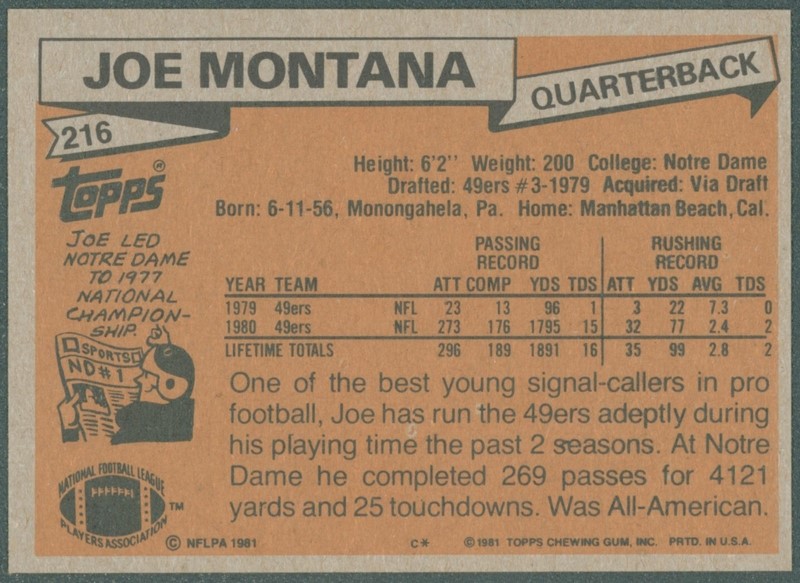 JOE MONTANA
QUARTERBACK
216
TOPPS®
Height: 6'2'' Weight: 200 College: Notre Dame
Drafted: 49ers #3-1979 Acquired: Via Draft
Born: 6-11-56, Monongahela, Pa. Home: Manhattan Beach, Cal.
JOE LED
NOTRE DAME
TO 1977
NATIONAL
CHAMPION-
SHIP.
SPORTS
ND#1
PASSING RECORD RUSHING RECORD
YEAR TEAM ATT COMP YDS TDS ATT YDS AVG TDS
1979 49ers NFL 23 13 96 1 3 22 7.3 0
1980 49ers NFL 273 176 1795 15 32 77 2.4 2
LIFETIME TOTALS 296 189 1891 16 35 99 2.8 2
One of the best young signal-callers in pro
football, Joe has run the 49ers adeptly during
his playing time the past 2 seasons. At Notre
Dame he completed 269 passes for 4121
yards and 25 touchdowns. Was All-American.
NATIONAL FOOTBALL LEAGUE
PLAYERS ASSOCIATION
™
© NFLPA 1981
C*
©1981 TOPPS CHEWING GUM, INC. PRTD. IN U.S.A.